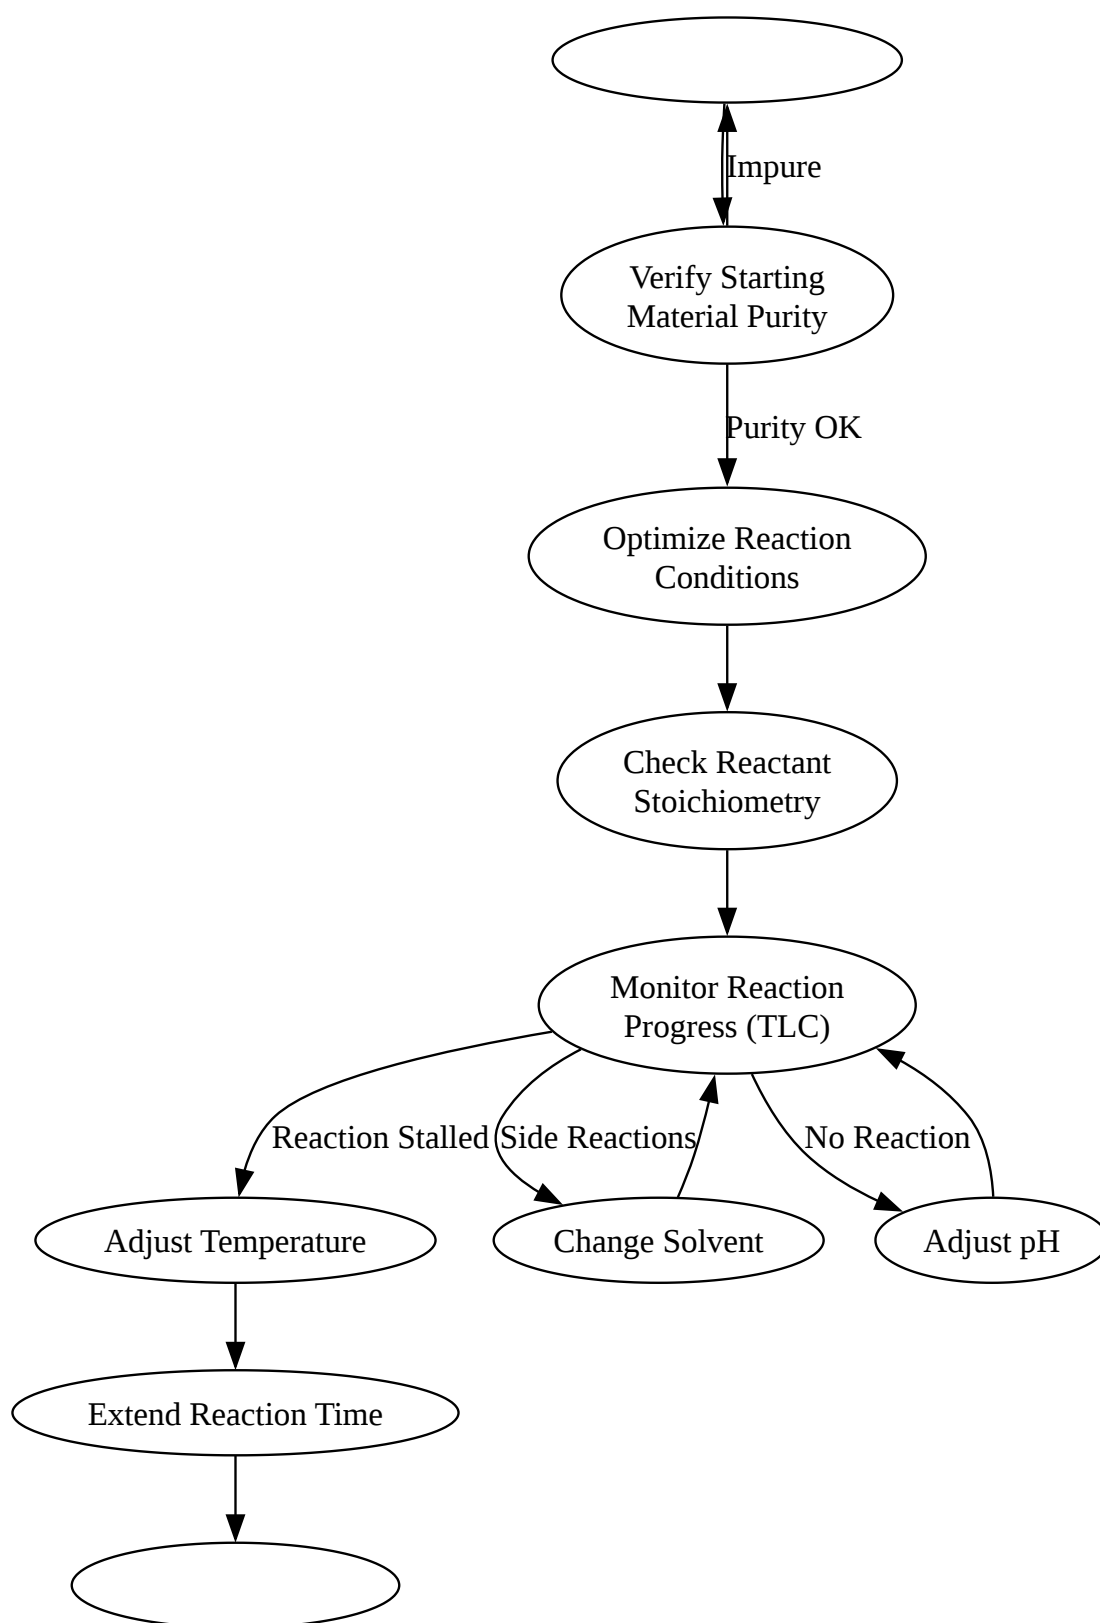 Impure
Verify Starting
Material Purity
Purity OK
Optimize Reaction
Conditions
Check Reactant
Stoichiometry
Monitor Reaction
Progress (TLC)
Reaction Stalled
Side Reactions
No Reaction
Adjust Temperature
Change Solvent
Adjust pH
Extend Reaction Time